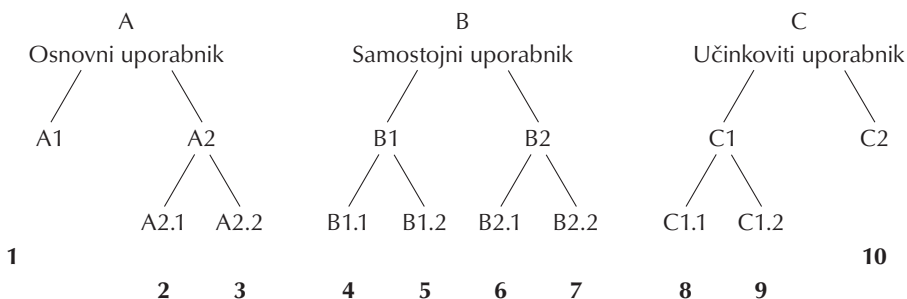 A B C
Osnovni uporabnik Samostojni uporabnik Učinkoviti uporabnik
A1 A2 B1 B2 C1 C2
A2.1 A2.2 B1.1 B1.2 B2.1 B2.2 C1.1 C1.2
1 10
2 3 4 5 6 7 8 9